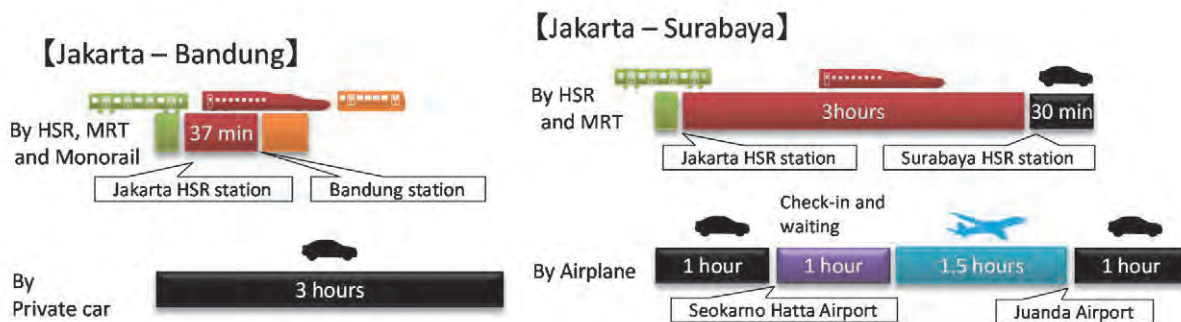 【Jakarta – Bandung】
By HSR, MRT
and Monorail
37 min
Jakarta HSR station
Bandung station
By
Private car
3 hours
【Jakarta – Surabaya】
By HSR
and MRT
3hours
30 min
Jakarta HSR station
Surabaya HSR station
Check-in and
waiting
By Airplane
1 hour
1 hour
1.5 hours
1 hour
Seokarno Hatta Airport
Juanda Airport